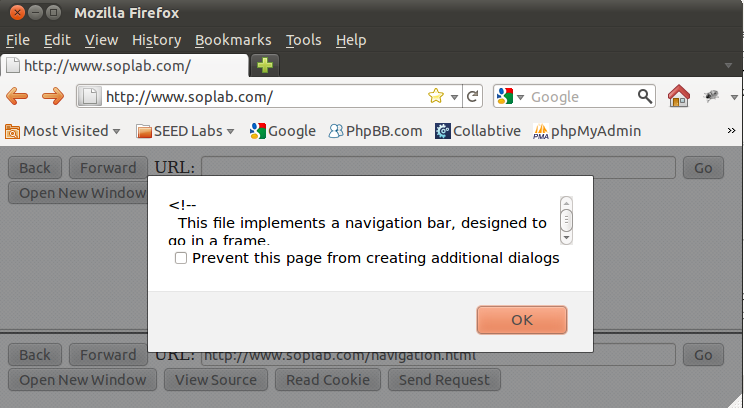 Mozilla Firefox
File Edit View History Bookmarks Tools Help
http://www.soplab.com/
http://www.soplab.com/ Google
Most Visited SEED Labs Google PhpBB.com Collabtive PMA phpMyAdmin »
Back Forward URL: Go
Open New Window
<!--
This file implements a navigation bar, designed to
go in a frame.
Prevent this page from creating additional dialogs
OK
Back Forward URL: http://www.soplab.com/navigation.html Go
Open New Window View Source Read Cookie Send Request